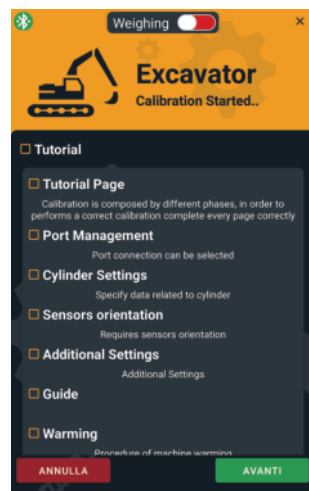 Weighing
×
Excavator
Calibration Started..
Tutorial
Tutorial Page
Calibration is composed by different phases, in order to
performs a correct calibration complete every page correctly
Port Management
Port connection can be selected
Cylinder Settings
Specify data related to cylinder
Sensors orientation
Requires sensors orientation
Additional Settings
Additional Settings
Guide
Warming
Procedure of machine warming
ANNULLA
AVANTI